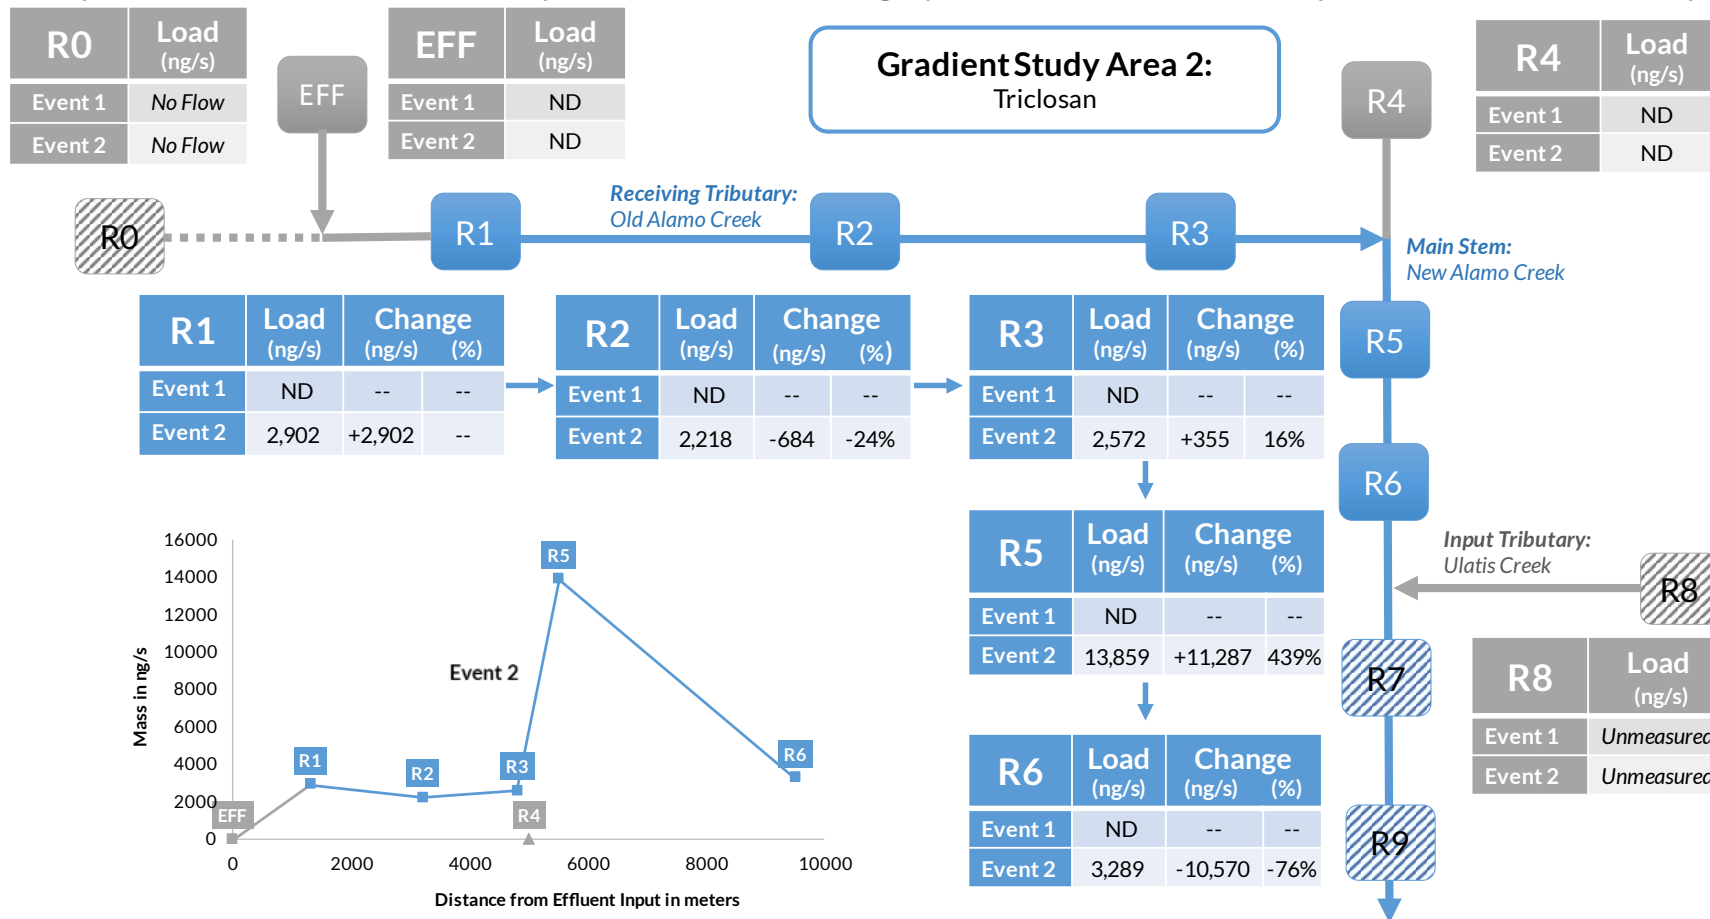 R0 Load (ng/s)
Event 1 No Flow
Event 2 No Flow
EFF
EFF Load (ng/s)
Event 1 ND
Event 2 ND
Gradient Study Area 2:
Triclosan
R4
R4 Load (ng/s)
Event 1 ND
Event 2 ND
R0
R1
Receiving Tributary:
Old Alamo Creek
R2
R3
Main Stem:
New Alamo Creek
R1 Load (ng/s) Change (ng/s) (%)
Event 1 ND -- --
Event 2 2,902 +2,902 --
R2 Load (ng/s) Change (ng/s) (%)
Event 1 ND -- --
Event 2 2,218 -684 -24%
R3 Load (ng/s) Change (ng/s) (%)
Event 1 ND -- --
Event 2 2,572 +355 16%
R5
R6
R5 Load (ng/s) Change (ng/s) (%)
Event 1 ND -- --
Event 2 13,859 +11,287 439%
Input Tributary:
Ulatis Creek
R8
R7
R8 Load (ng/s)
Event 1 Unmeasured
Event 2 Unmeasured
R6 Load (ng/s) Change (ng/s) (%)
Event 1 ND -- --
Event 2 3,289 -10,570 -76%
R9
Mass in ng/s
16000
14000
12000
10000
8000
6000
4000
2000
0
R5
Event 2
R1
R2
R3
R6
EFF
R4
0 2000 4000 6000 8000 10000
Distance from Effluent Input in meters